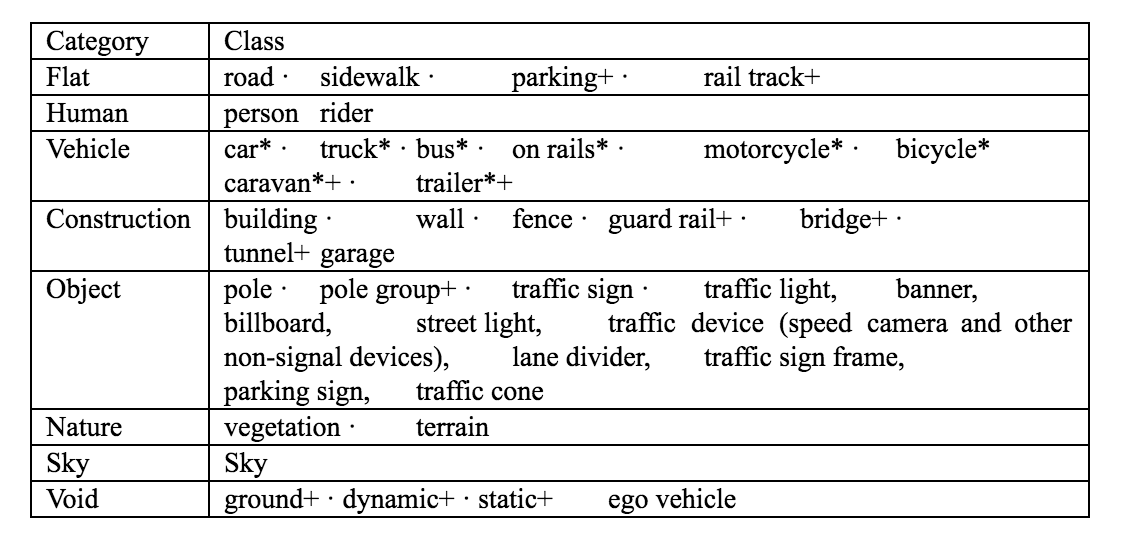 Category Class
Flat road · sidewalk · parking+ · rail track+
Human person rider
Vehicle car* · truck* · bus* · on rails* · motorcycle* · bicycle*
caravan*+ · trailer*+
Construction building · wall · fence · guard rail+ · bridge+ ·
tunnel+ garage
Object pole · pole group+ · traffic sign · traffic light, banner,
billboard, street light, traffic device (speed camera and other
non-signal devices), lane divider, traffic sign frame,
parking sign, traffic cone
Nature vegetation · terrain
Sky Sky
Void ground+ · dynamic+ · static+ ego vehicle